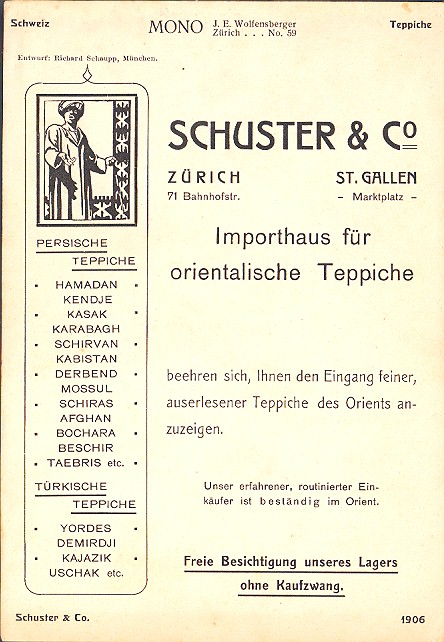 Schweiz
MONO J. E. Wolfensberger
Zürich . . . No. 59
Teppiche
Entwurf: Richard Schaupp, München.
SCHUSTER & Co
ZÜRICH
71 Bahnhofstr.
ST. GALLEN
– Marktplatz –
Importhaus für
orientalische Teppiche
PERSISCHE
TEPPICHE
• HAMADAN •
KENDJE
• KASAK •
KARABAGH
• SCHIRVAN •
KABISTAN
• DERBEND •
MOSSUL
• SCHIRAS •
AFGHAN
• BOCHARA •
BESCHIR
• TAEBRIS etc. •
TÜRKISCHE
TEPPICHE
• YORDES •
DEMIRDJI
• KAJAZIK •
USCHAK etc.
beehren sich, Ihnen den Eingang feiner,
auserlesener Teppiche des Orients an-
zuzeigen.
Unser erfahrener, routinierter Ein-
käufer ist beständig im Orient.
Freie Besichtigung unseres Lagers
ohne Kaufzwang.
Schuster & Co.
1906